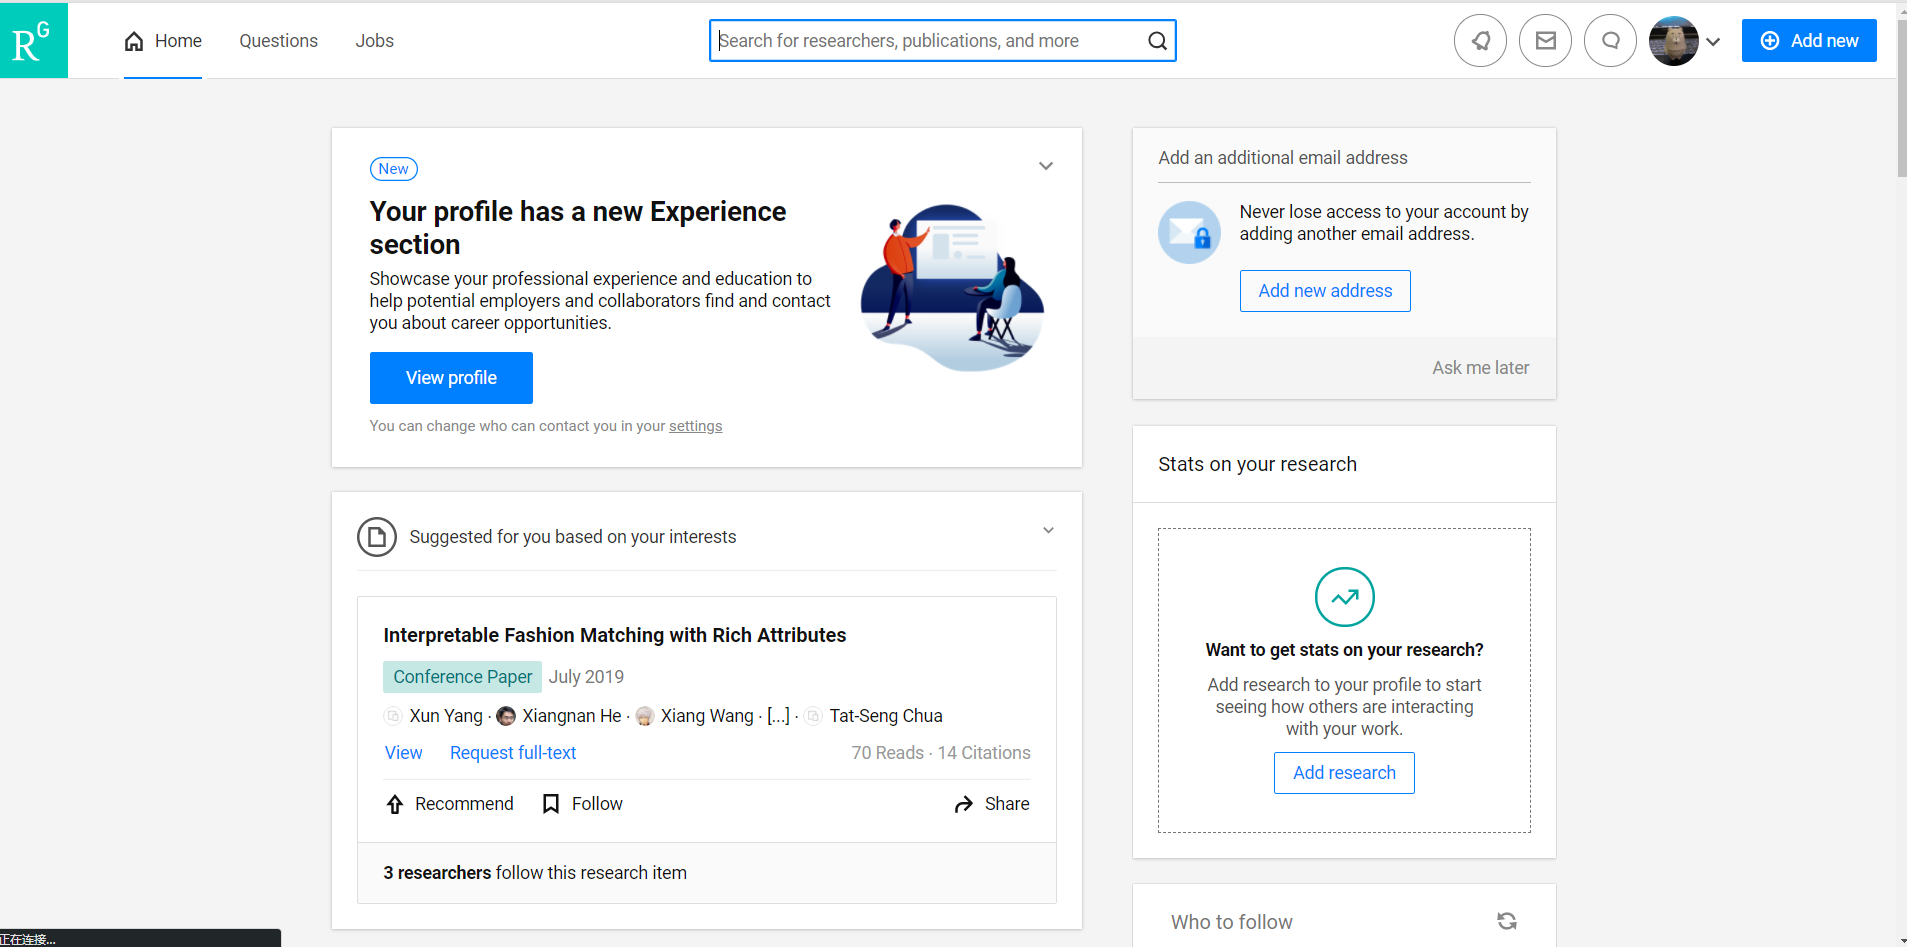 RG
Home
Questions
Jobs
Search for researchers, publications, and more
Add new
New
Your profile has a new Experience
section
Showcase your professional experience and education to
help potential employers and collaborators find and contact
you about career opportunities.
View profile
You can change who can contact you in your settings
Suggested for you based on your interests
Interpretable Fashion Matching with Rich Attributes
Conference Paper July 2019
Xun Yang · Xiangnan He · Xiang Wang · [...] · Tat-Seng Chua
View Request full-text 70 Reads · 14 Citations
Recommend Follow Share
3 researchers follow this research item
Add an additional email address
Never lose access to your account by
adding another email address.
Add new address
Ask me later
Stats on your research
Want to get stats on your research?
Add research to your profile to start
seeing how others are interacting
with your work.
Add research
Who to follow
正在连接...